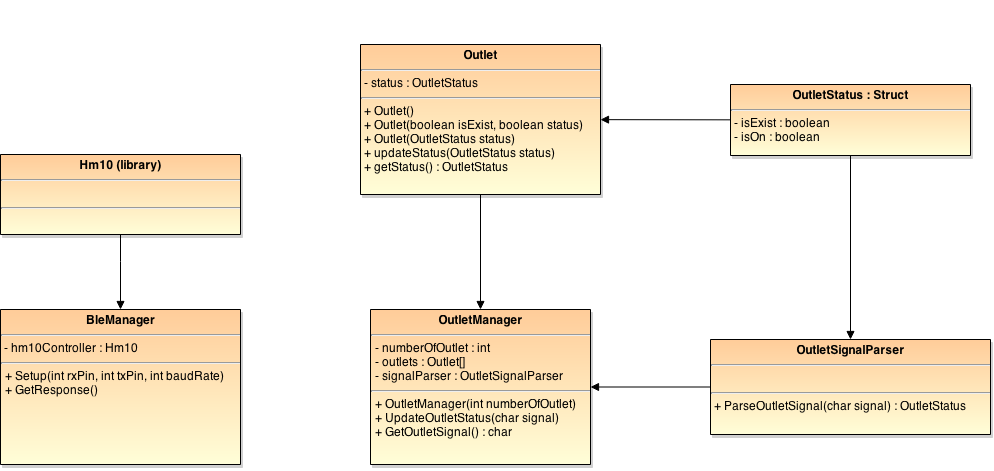 Outlet
- status : OutletStatus
+ Outlet()
+ Outlet(boolean isExist, boolean status)
+ Outlet(OutletStatus status)
+ updateStatus(OutletStatus status)
+ getStatus() : OutletStatus
OutletStatus : Struct
- isExist : boolean
- isOn : boolean
Hm10 (library)
BleManager
- hm10Controller : Hm10
+ Setup(int rxPin, int txPin, int baudRate)
+ GetResponse()
OutletManager
- numberOfOutlet : int
- outlets : Outlet[]
- signalParser : OutletSignalParser
+ OutletManager(int numberOfOutlet)
+ UpdateOutletStatus(char signal)
+ GetOutletSignal() : char
OutletSignalParser
+ ParseOutletSignal(char signal) : OutletStatus